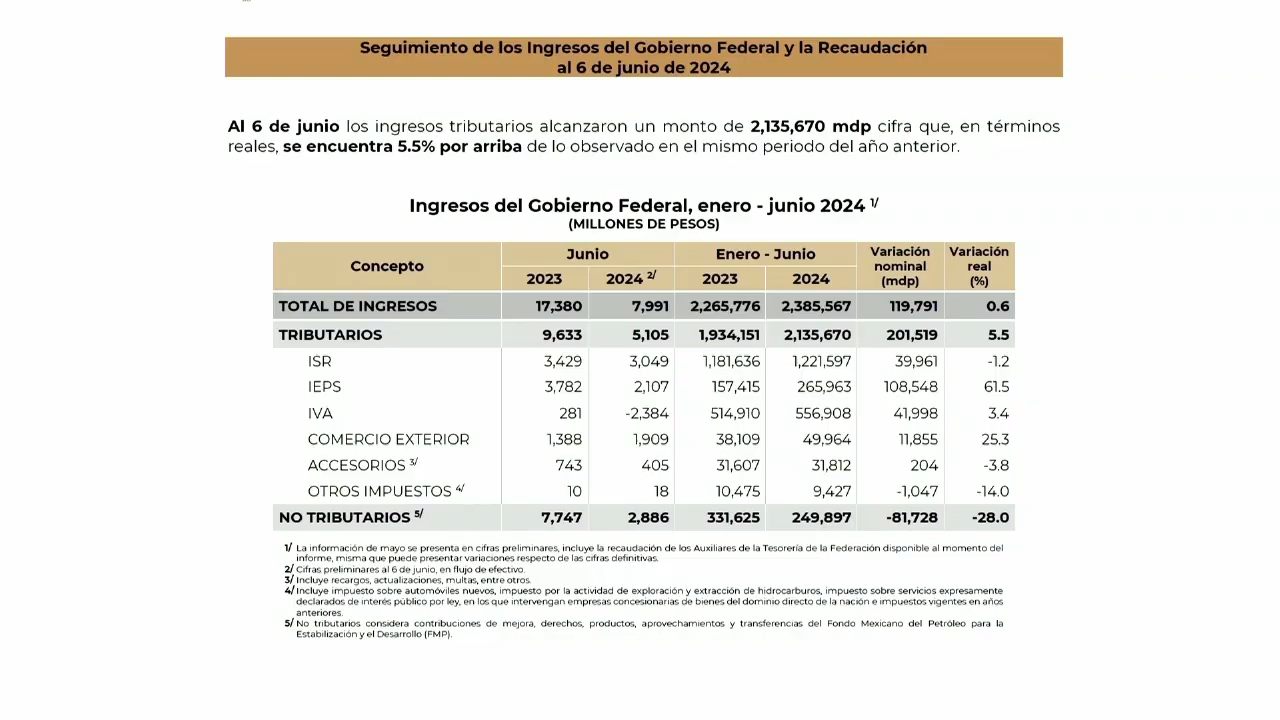 Seguimiento de los Ingresos del Gobierno Federal y la Recaudación
al 6 de junio de 2024
Al 6 de junio los ingresos tributarios alcanzaron un monto de 2,135,670 mdp cifra que, en términos
reales, se encuentra 5.5% por arriba de lo observado en el mismo periodo del año anterior.
Ingresos del Gobierno Federal, enero - junio 2024 1/
(MILLONES DE PESOS)
Concepto Junio Enero - Junio Variación nominal (mdp) Variación real (%)
2023 2024 2/ 2023 2024
TOTAL DE INGRESOS 17,380 7,991 2,265,776 2,385,567 119,791 0.6
TRIBUTARIOS 9,633 5,105 1,934,151 2,135,670 201,519 5.5
ISR 3,429 3,049 1,181,636 1,221,597 39,961 -1.2
IEPS 3,782 2,107 157,415 265,963 108,548 61.5
IVA 281 -2,384 514,910 556,908 41,998 3.4
COMERCIO EXTERIOR 1,388 1,909 38,109 49,964 11,855 25.3
ACCESORIOS 3/ 743 405 31,607 31,812 204 -3.8
OTROS IMPUESTOS 4/ 10 18 10,475 9,427 -1,047 -14.0
NO TRIBUTARIOS 5/ 7,747 2,886 331,625 249,897 -81,728 -28.0
1/ La información de mayo se presenta en cifras preliminares, incluye la recaudación de los Auxiliares de la Tesorería de la Federación disponible al momento del
informe, misma que puede presentar variaciones respecto de las cifras definitivas.
2/ Cifras preliminares al 6 de junio, en flujo de efectivo.
3/ Incluye recargos, actualizaciones, multas, entre otros.
4/ Incluye impuesto sobre automóviles nuevos, impuesto por la actividad de exploración y extracción de hidrocarburos, impuesto sobre servicios expresamente
declarados de interés público por ley, en los que intervengan empresas concesionarias de bienes del dominio directo de la nación e impuestos vigentes en años
anteriores.
5/ No tributarios considera contribuciones de mejora, derechos, productos, aprovechamientos y transferencias del Fondo Mexicano del Petróleo para la
Estabilización y el Desarrollo (FMP).